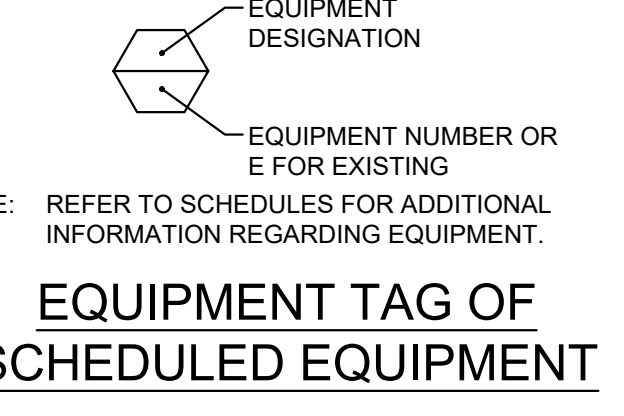 EQUIPMENT
DESIGNATION
EQUIPMENT NUMBER OR
E FOR EXISTING
E: REFER TO SCHEDULES FOR ADDITIONAL
INFORMATION REGARDING EQUIPMENT.
EQUIPMENT TAG OF
SCHEDULED EQUIPMENT